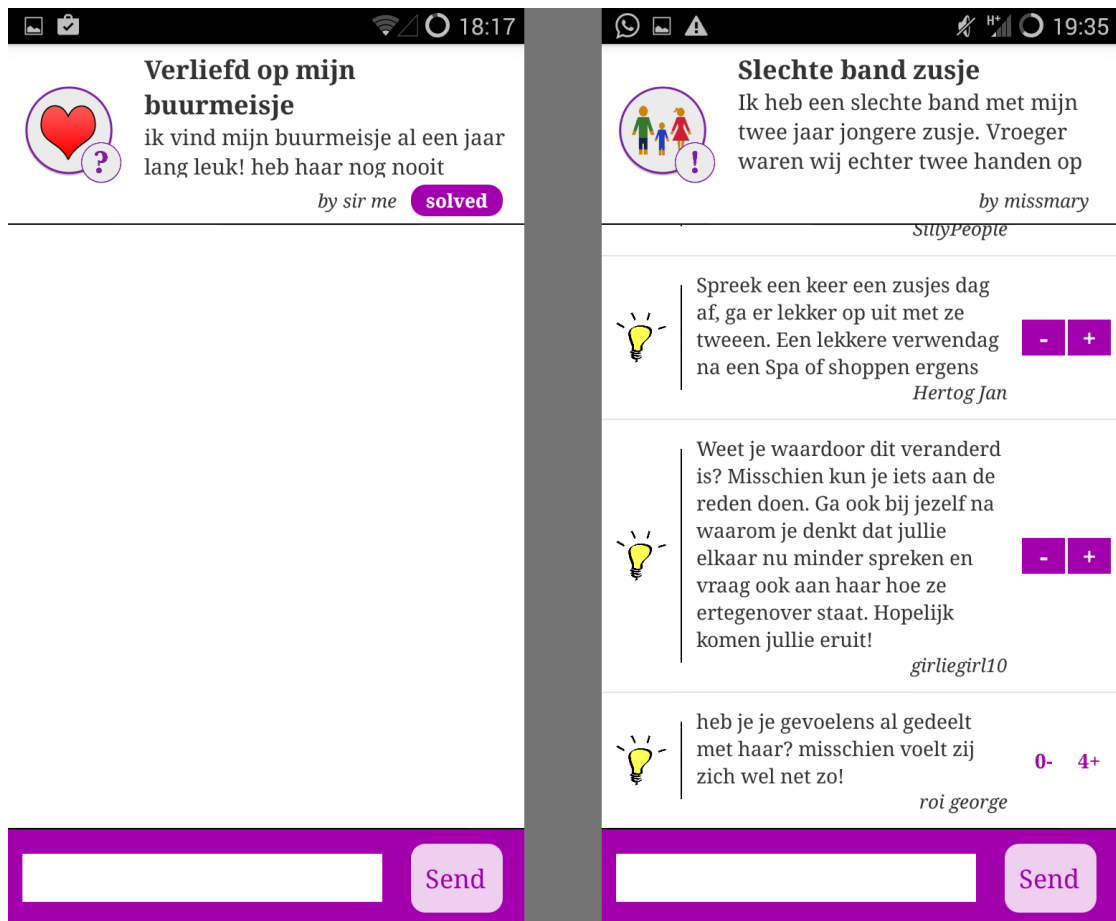 18:17
Verliefd op mijn
buurmeisje
ik vind mijn buurmeisje al een jaar
lang leuk! heb haar nog nooit
?
by sir me solved
Send
H+ 19:35
Slechte band zusje
Ik heb een slechte band met mijn
twee jaar jongere zusje. Vroeger
waren wij echter twee handen op
!
by missmary
SillyPeople
Spreek een keer een zusjes dag
af, ga er lekker op uit met ze
tweeen. Een lekkere verwendag
na een Spa of shoppen ergens
- +
Hertog Jan
Weet je waardoor dit veranderd
is? Misschien kun je iets aan de
reden doen. Ga ook bij jezelf na
waarom je denkt dat jullie
elkaar nu minder spreken en
vraag ook aan haar hoe ze
ertegenover staat. Hopelijk
komen jullie eruit!
- +
girliegirl10
heb je je gevoelens al gedeelt
met haar? misschien voelt zij
zich wel net zo!
0- 4+
roi george
Send